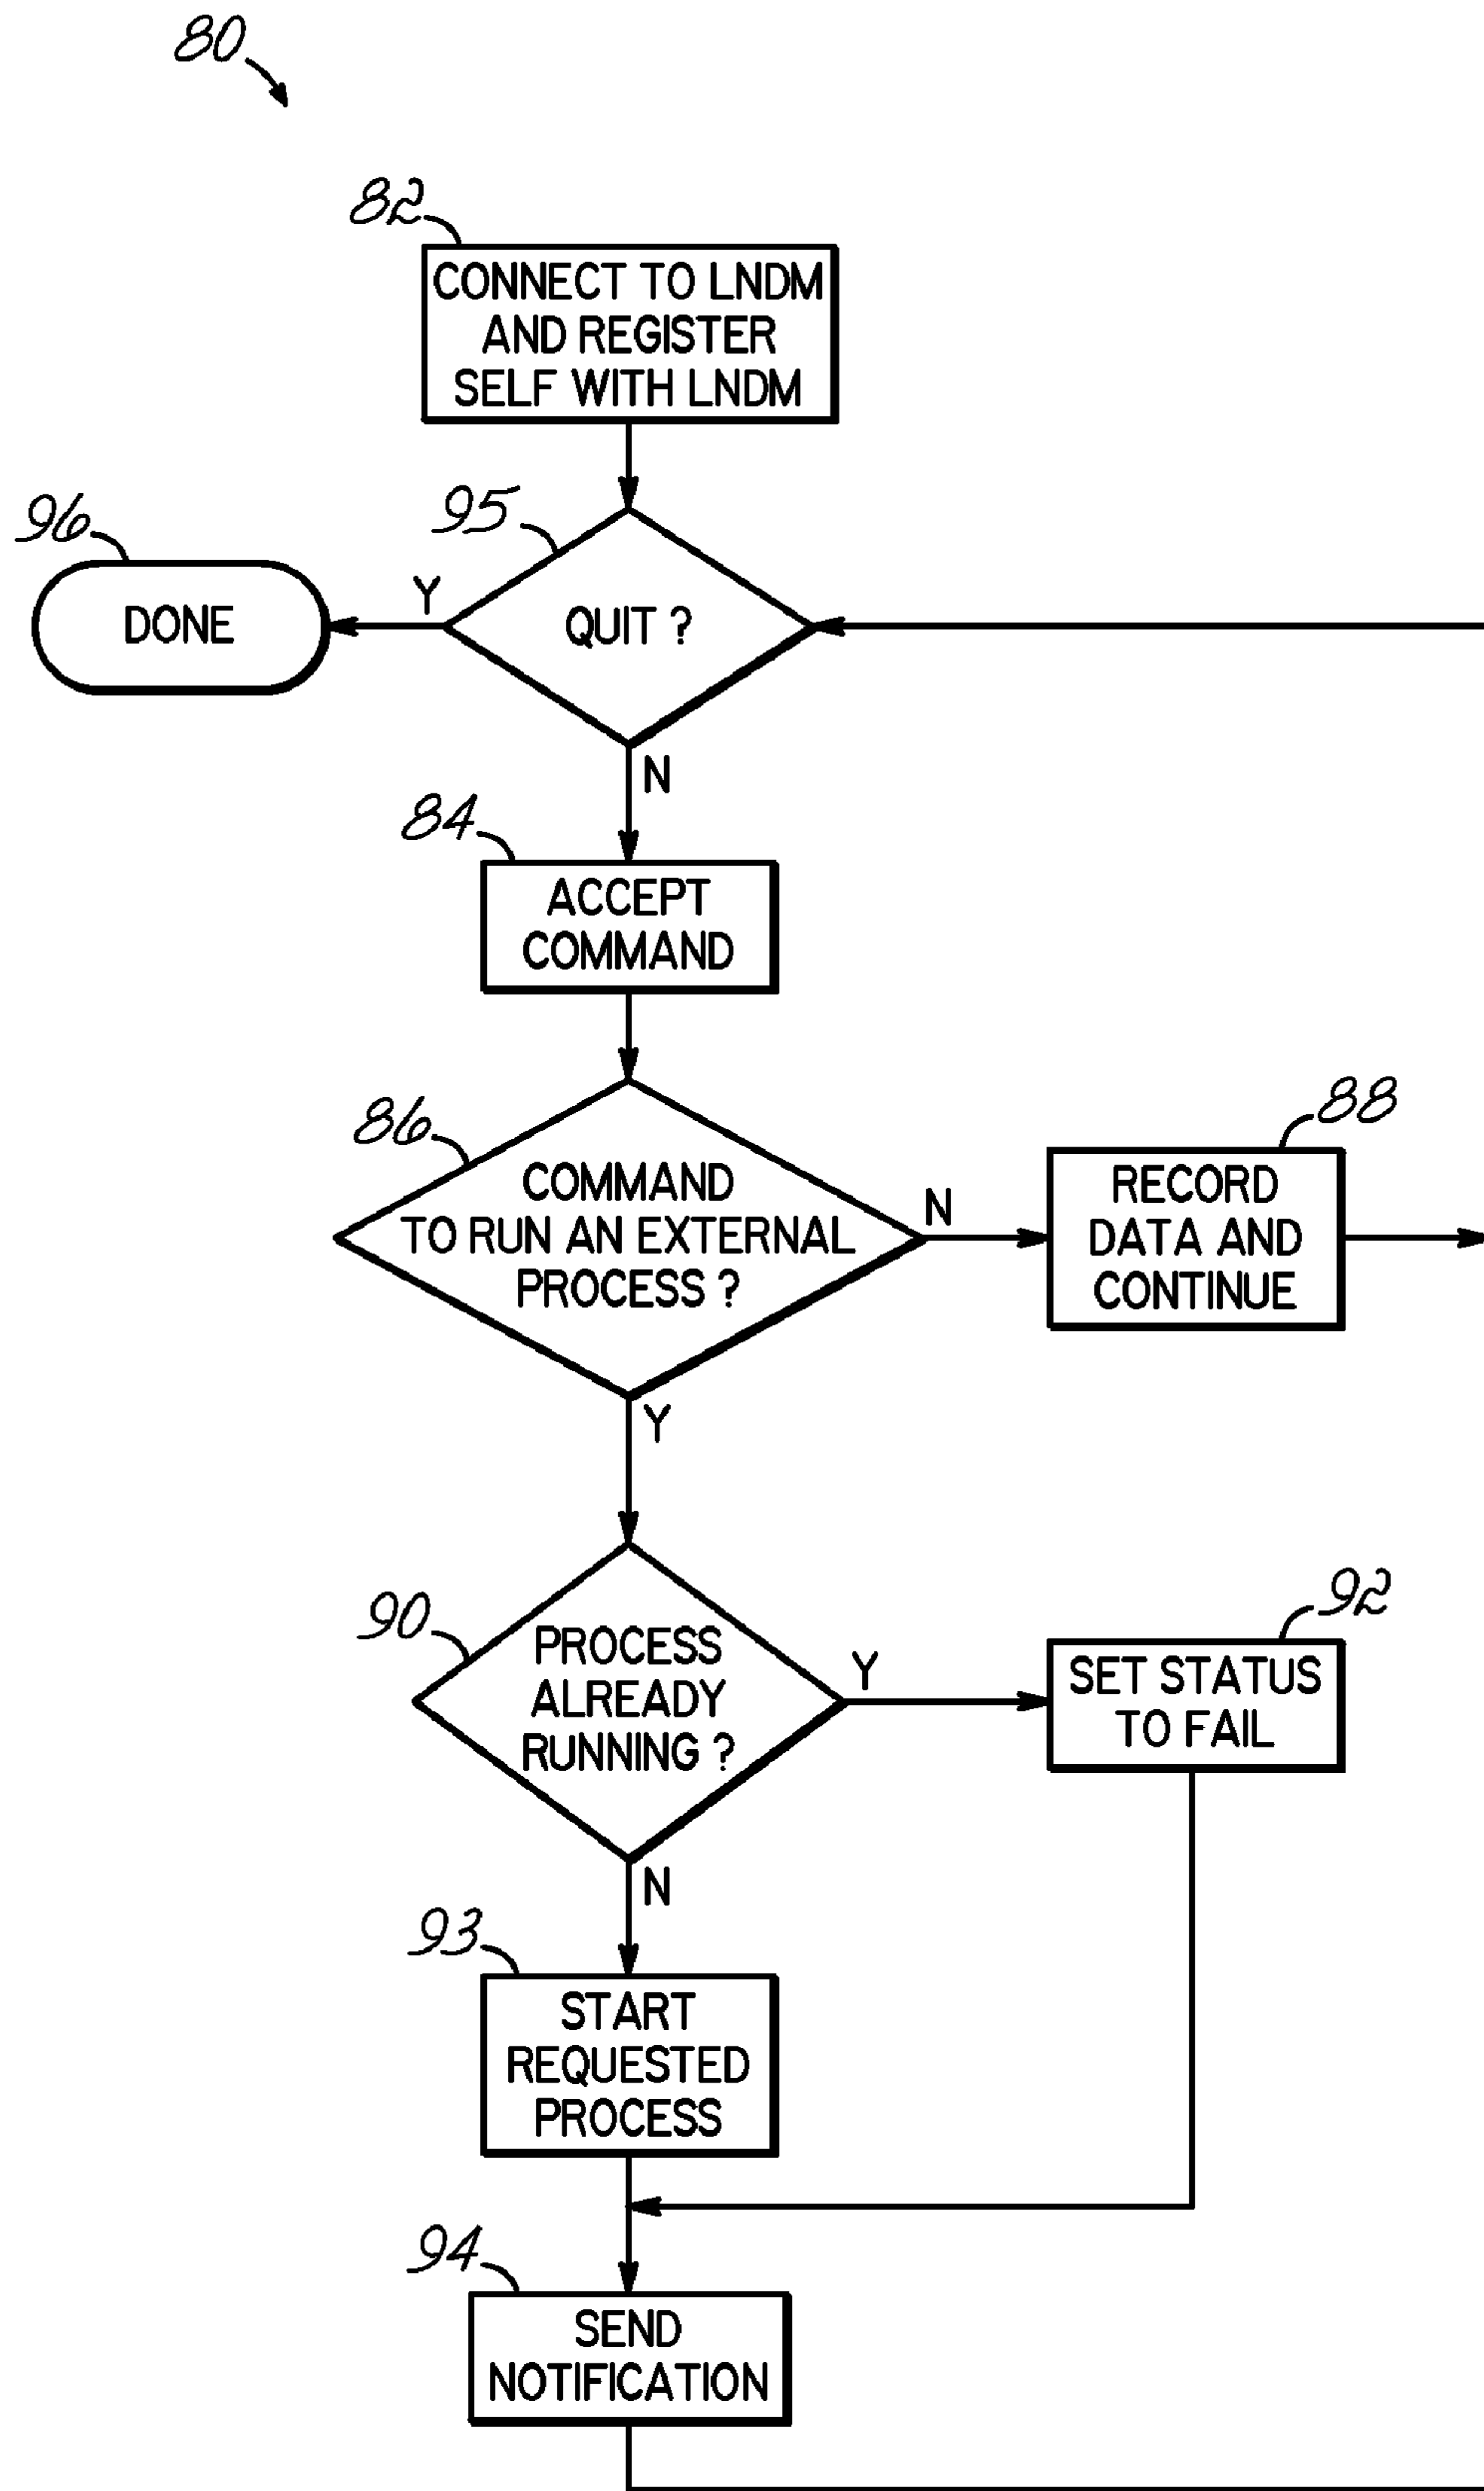 80
82
CONNECT TO LNDM
AND REGISTER
SELF WITH LNDM
96
95
DONE
Y
QUIT ?
N
84
ACCEPT
COMMAND
86
COMMAND
TO RUN AN EXTERNAL
PROCESS ?
N
88
RECORD
DATA AND
CONTINUE
Y
90
PROCESS
ALREADY
RUNNING ?
Y
92
SET STATUS
TO FAIL
N
93
START
REQUESTED
PROCESS
94
SEND
NOTIFICATION